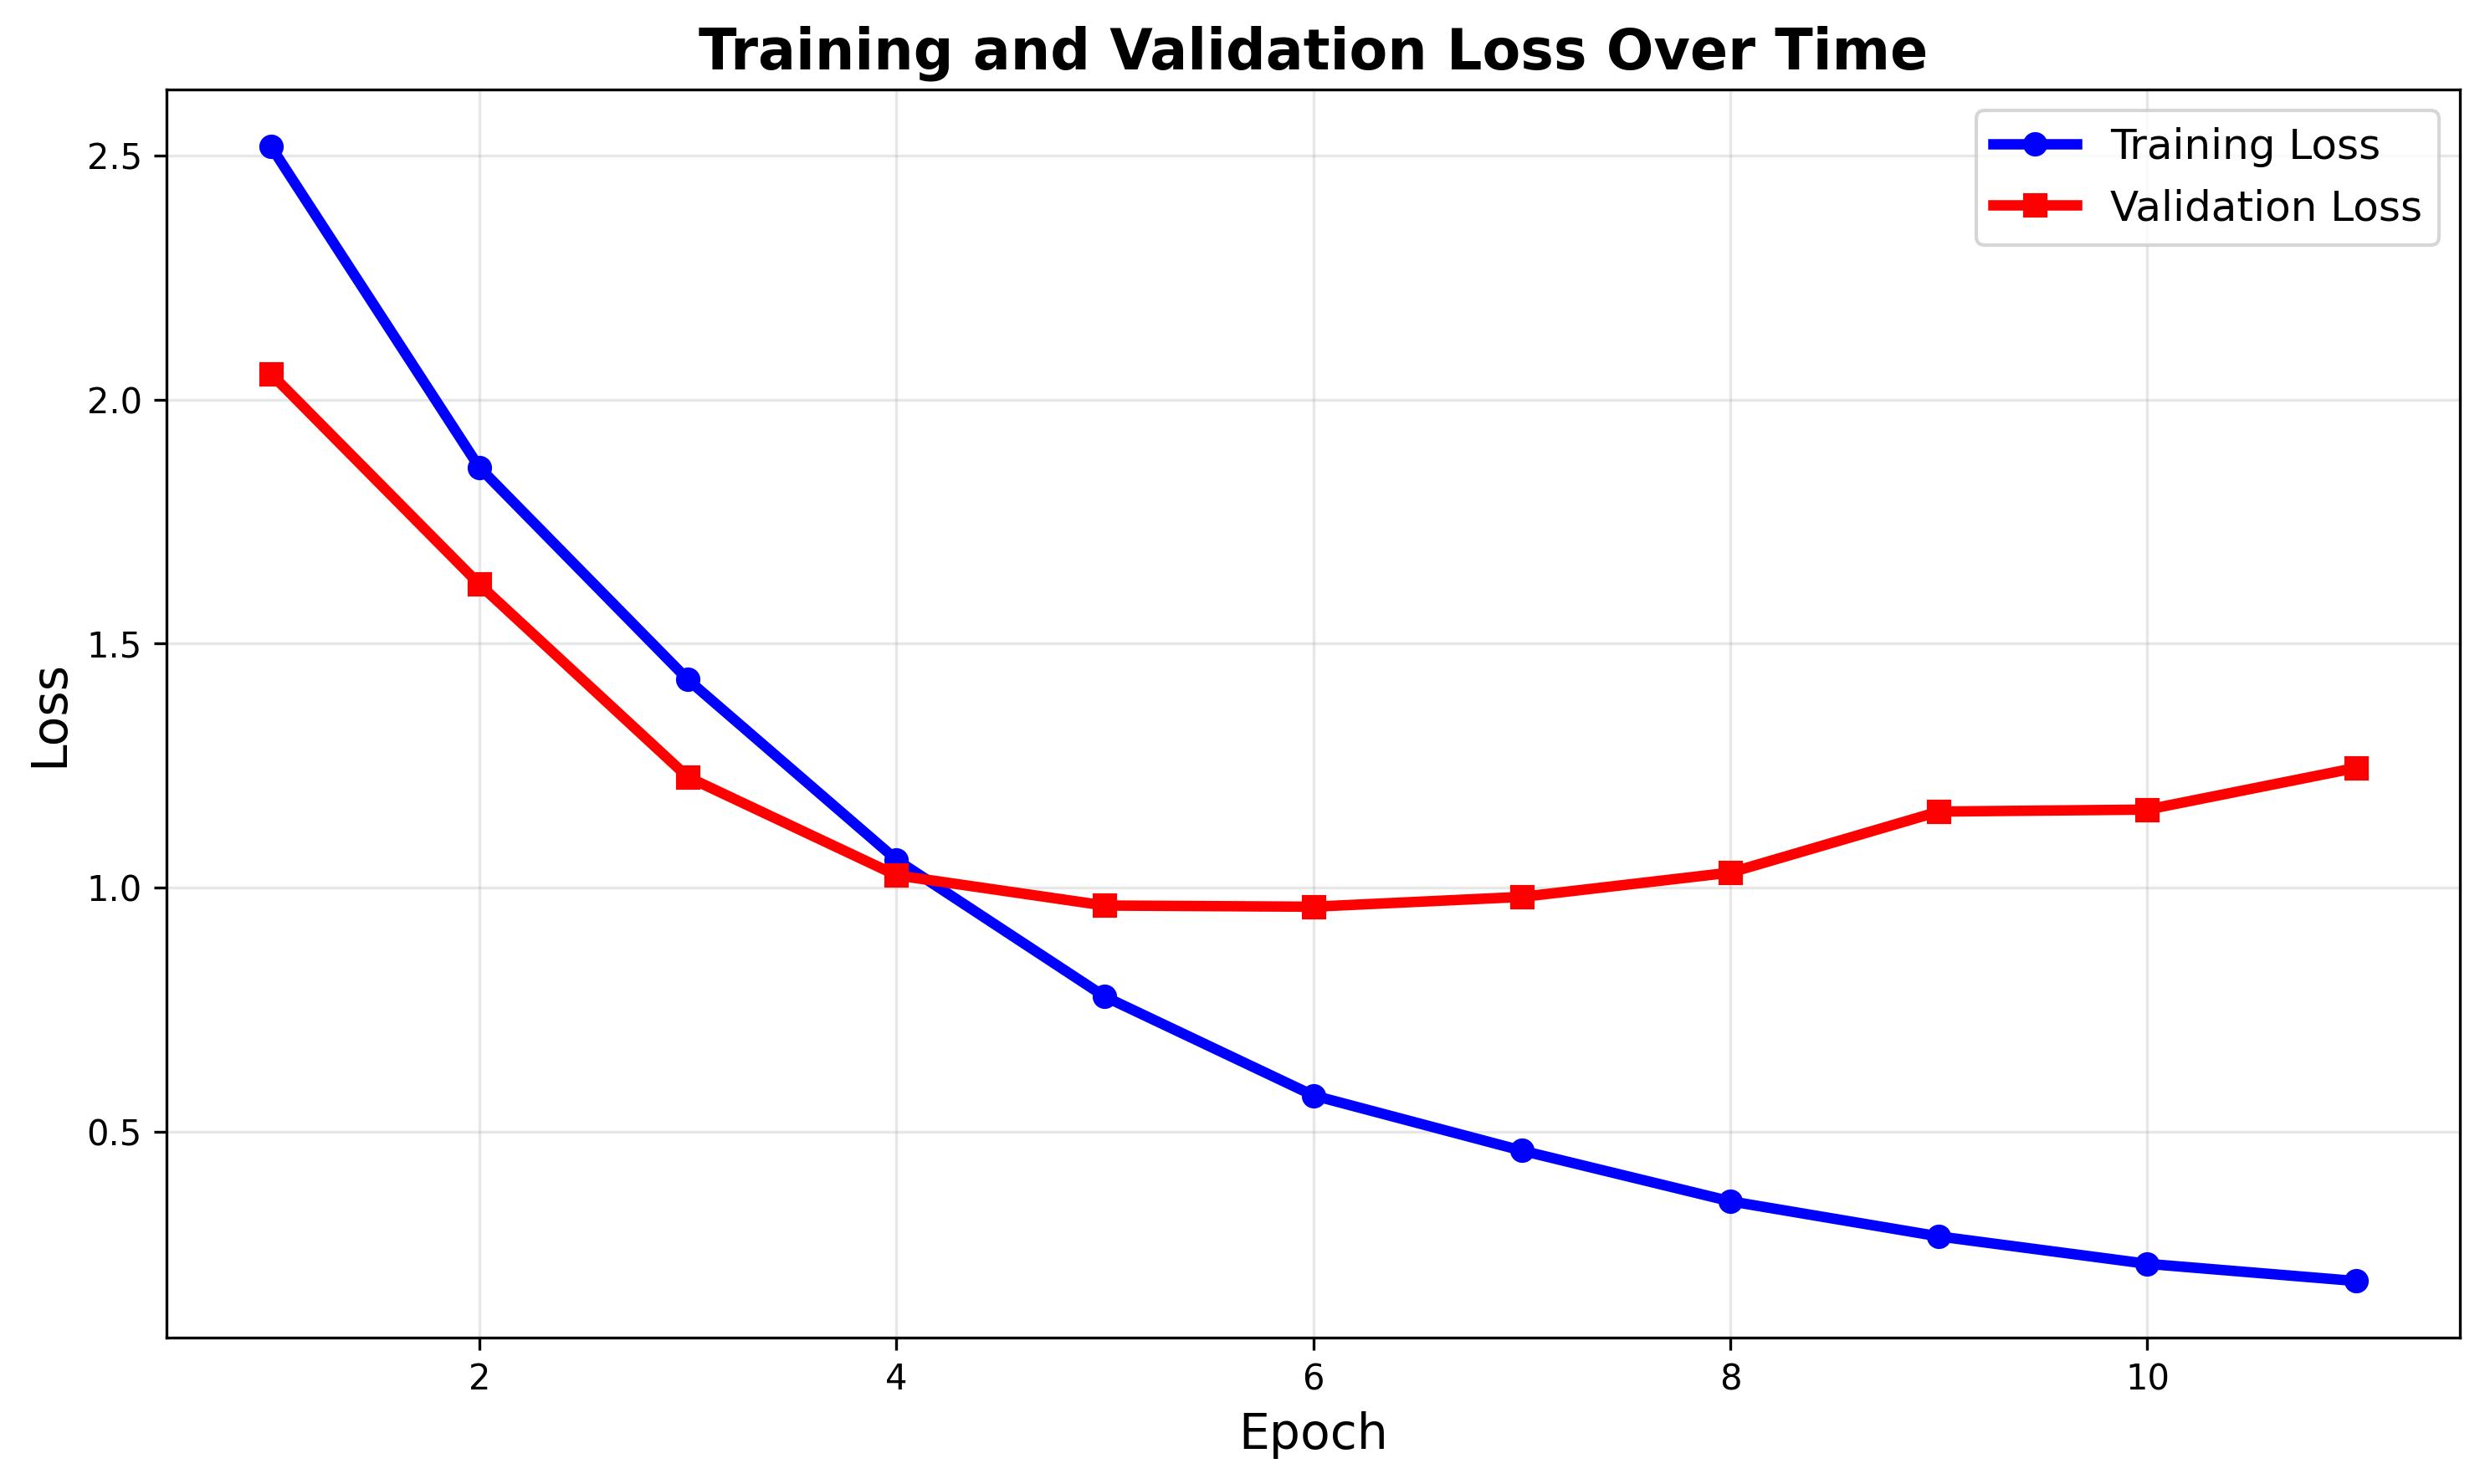 Training and Validation Loss Over Time
Training Loss
Validation Loss
2.5
2.0
1.5
1.0
0.5
Loss
2 4 6 8 10
Epoch